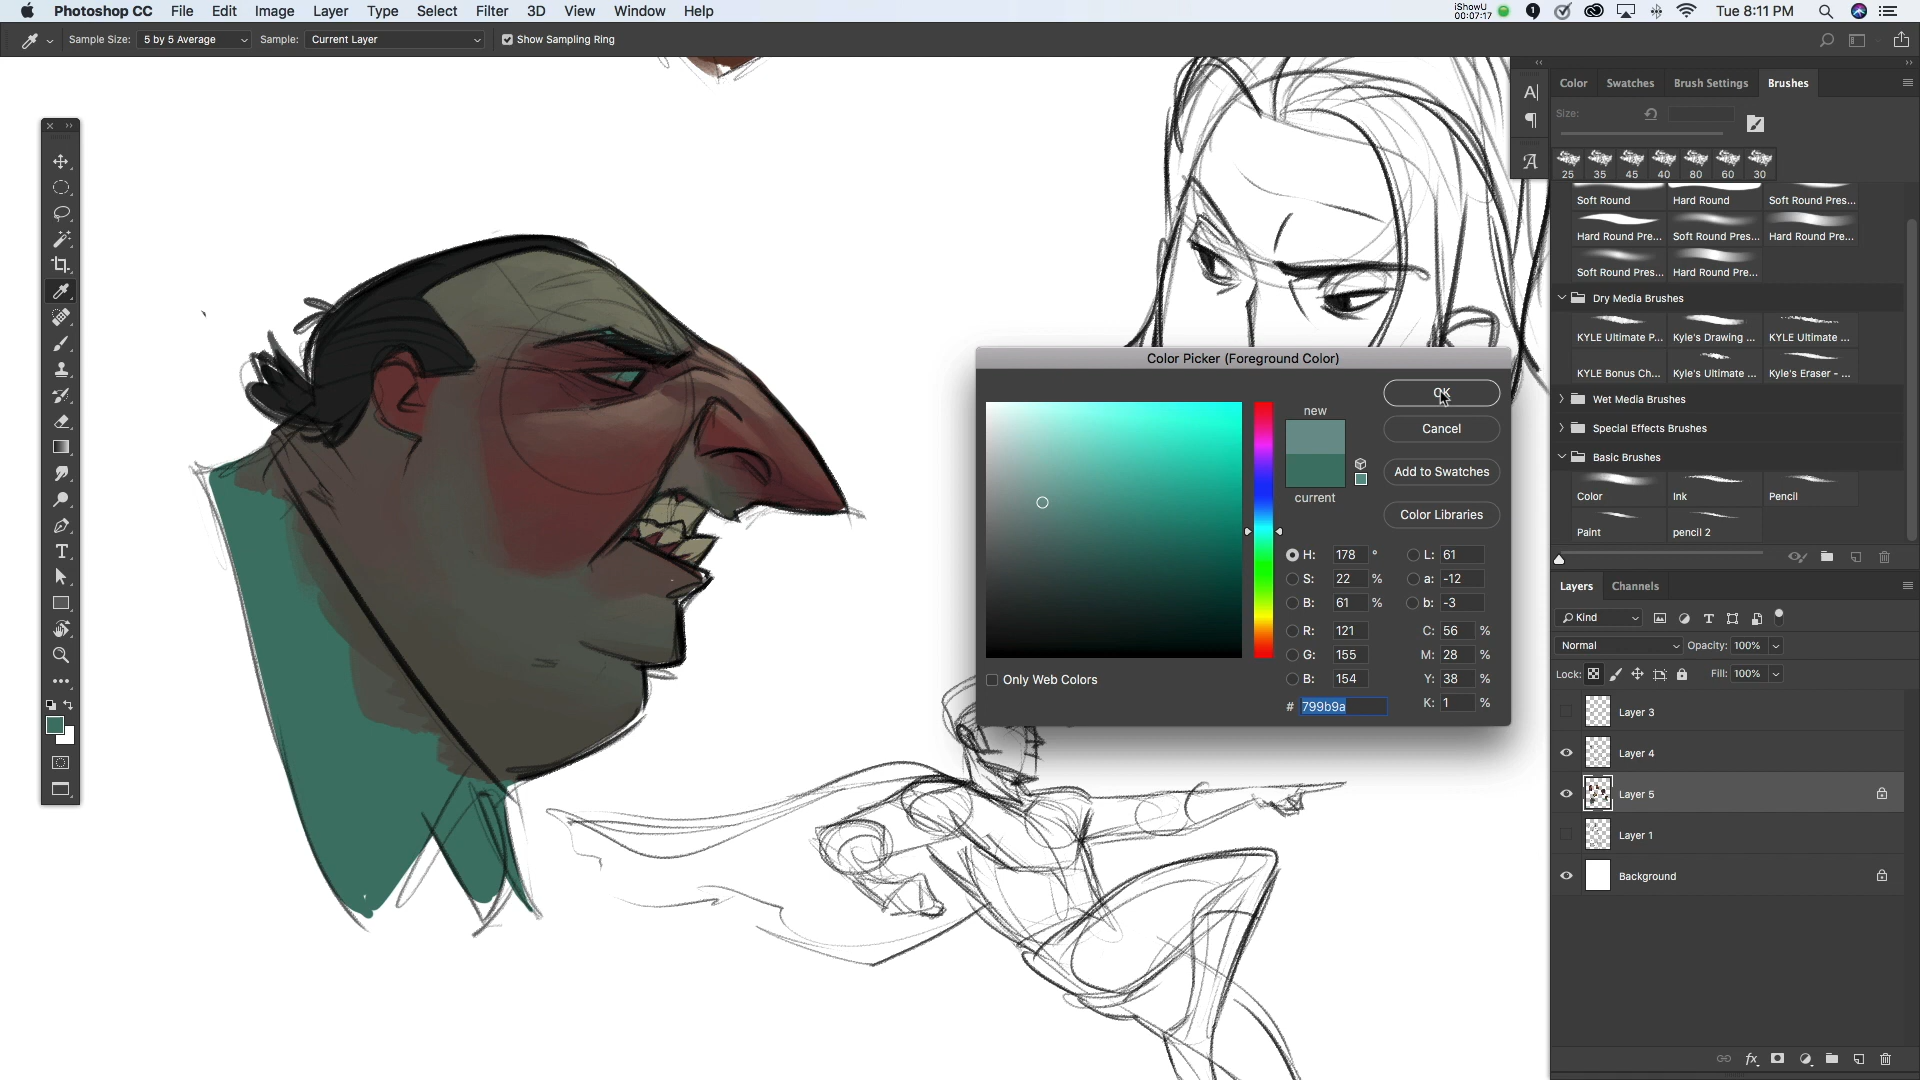 Photoshop CC File Edit Image Layer Type Select Filter 3D View Window Help
iShowU
00:07:17
1
Tue 8:11 PM
Sample Size: 5 by 5 Average Sample: Current Layer Show Sampling Ring
Color Swatches Brush Settings Brushes
Size:
25 35 45 40 80 60 30
Soft Round Hard Round Soft Round Pres...
Hard Round Pre... Soft Round Pres... Hard Round Pre...
Soft Round Pres... Hard Round Pre...
Dry Media Brushes
KYLE Ultimate P... Kyle's Drawing ... KYLE Ultimate ...
KYLE Bonus Ch... Kyle's Ultimate ... Kyle's Eraser - ...
Wet Media Brushes
Special Effects Brushes
Basic Brushes
Color Ink Pencil
Paint pencil 2
Color Picker (Foreground Color)
new
current
OK
Cancel
Add to Swatches
Color Libraries
H: 178 ° L: 61
S: 22 % a: -12
B: 61 % b: -3
R: 121 C: 56 %
G: 155 M: 28 %
B: 154 Y: 38 %
# 799b9a K: 1 %
Only Web Colors
Layers Channels
Kind
Normal Opacity: 100%
Lock: Fill: 100%
Layer 3
Layer 4
Layer 5
Layer 1
Background
fx